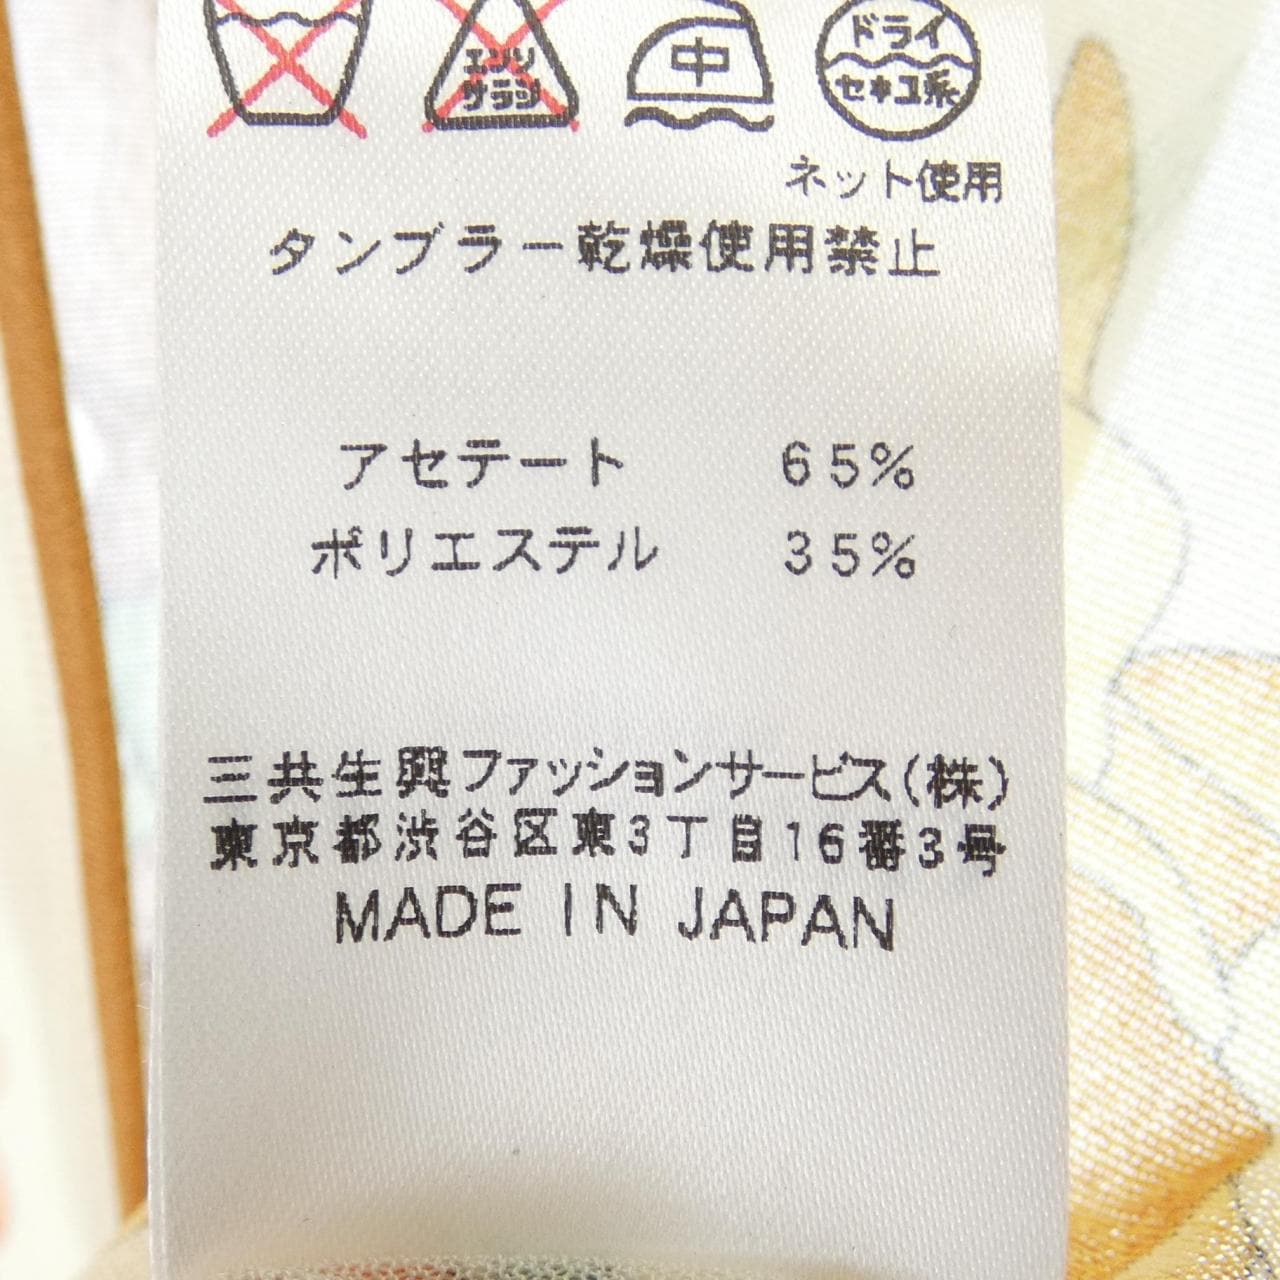 エンソ
サラシ
中
ドライ
セキユ系
ネット使用
タンブラー乾燥使用禁止
アセテート 65%
ポリエステル 35%
三共生興ファッションサービス(株)
東京都渋谷区東3丁目16番3号
MADE IN JAPAN